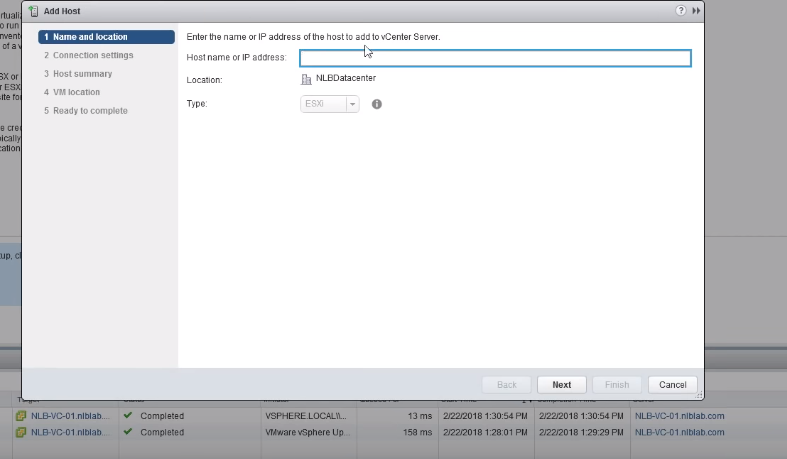 Add Host
1 Name and location
2 Connection settings
3 Host summary
4 VM location
5 Ready to complete
Enter the name or IP address of the host to add to vCenter Server.
Host name or IP address:
Location: NLBDatacenter
Type: ESXi
Back Next Finish Cancel
NLB-VC-01.nlblab... Completed VSPHERE.LOCAL\\... 13 ms 2/22/2018 1:30:54 PM 2/22/2018 1:30:54 PM NLB-VC-01.nlblab.com
NLB-VC-01.nlblab... Completed VMware vSphere Up... 158 ms 2/22/2018 1:28:01 PM 2/22/2018 1:29:29 PM NLB-VC-01.nlblab.com